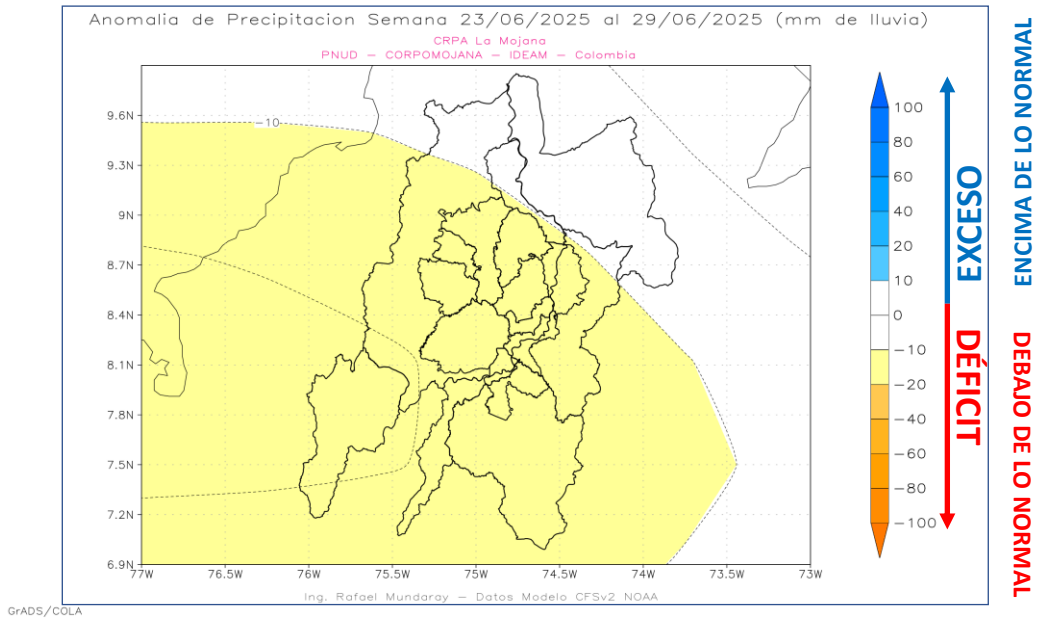 Anomalia de Precipitacion Semana 23/06/2025 al 29/06/2025 (mm de lluvia)
CRPA La Mojana
PNUD – CORPOMOJANA – IDEAM – Colombia
9.6N
9.3N
9N
8.7N
8.4N
8.1N
7.8N
7.5N
7.2N
6.9N
−10
77W
76.5W
76W
75.5W
75W
74.5W
74W
73.5W
73W
Ing. Rafael Mundaray – Datos Modelo CFSv2 NOAA
GrADS/COLA
100
80
60
40
20
10
0
−10
−20
−40
−60
−80
−100
EXCESO
DÉFICIT
ENCIMA DE LO NORMAL
DEBAJO DE LO NORMAL